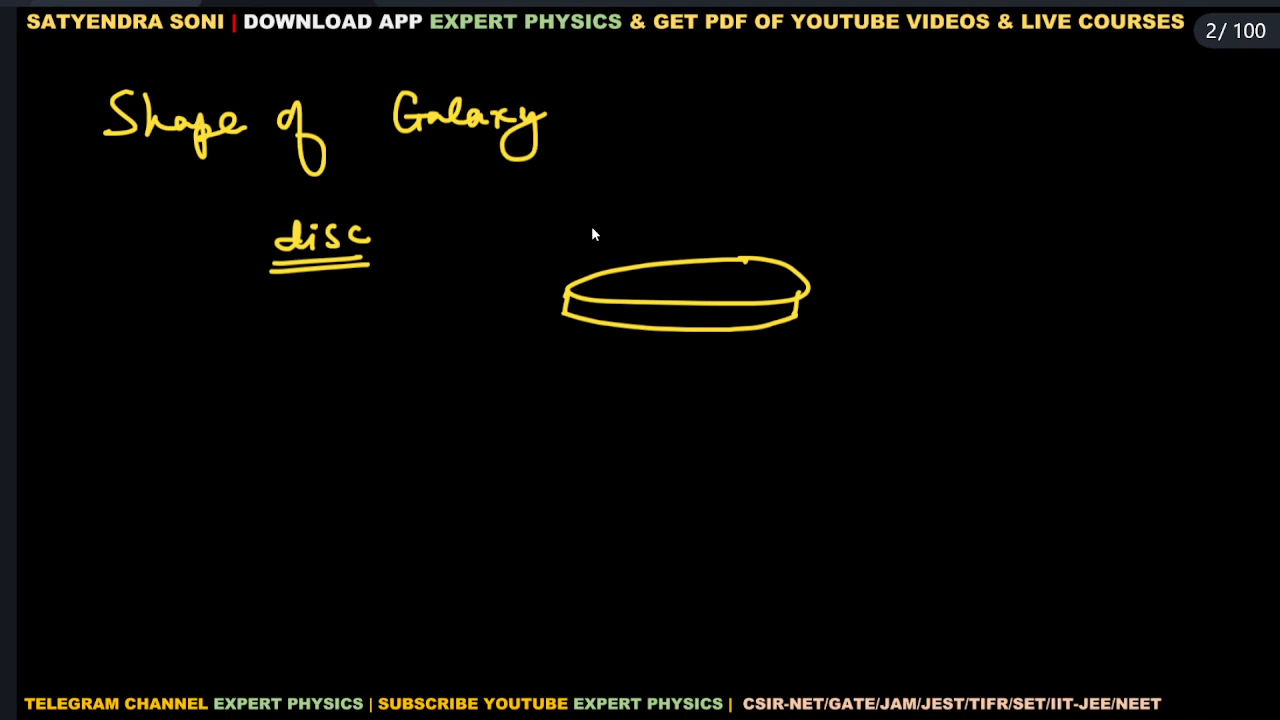 SATYENDRA SONI | DOWNLOAD APP EXPERT PHYSICS & GET PDF OF YOUTUBE VIDEOS & LIVE COURSES
2/ 100
Shape of Galaxy
disc
TELEGRAM CHANNEL EXPERT PHYSICS | SUBSCRIBE YOUTUBE EXPERT PHYSICS | CSIR-NET/GATE/JAM/JEST/TIFR/SET/IIT-JEE/NEET